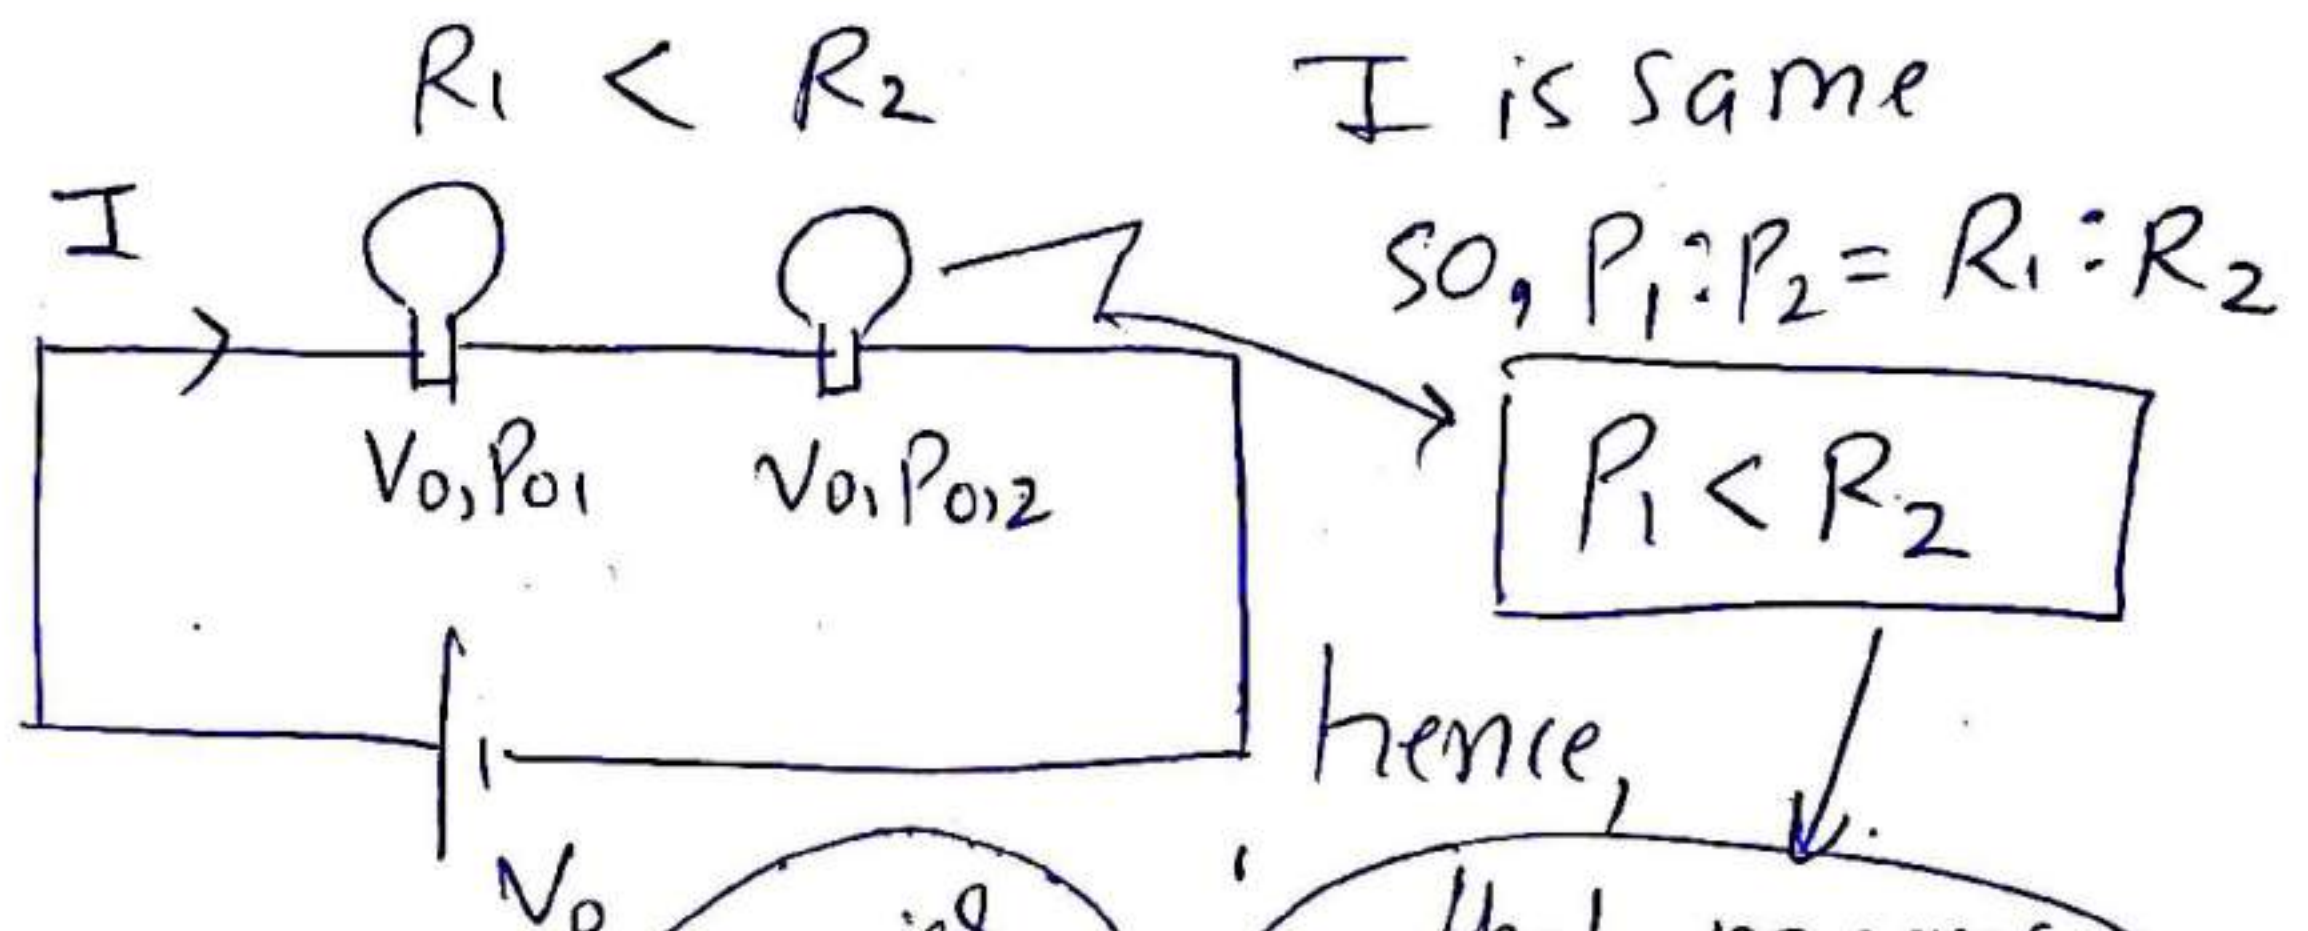 R1 < R2
I is same
I
so, P1 : P2 = R1 : R2
V0, P01
V0, P0,2
P1 < R2
hence,
V0